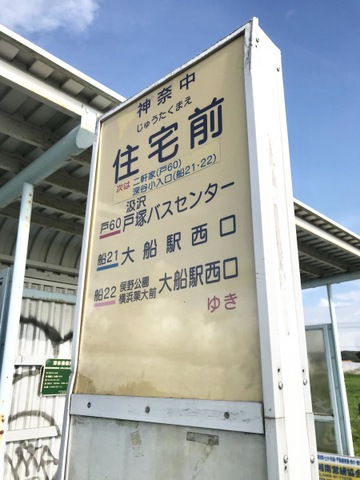 神奈中
じゅうたくまえ
住宅前
次は 二軒家(戸60)
深谷小入口(船21・22)
汲沢
戸60 戸塚バスセンター
船21 大船駅西口
船22 俣野公園 横浜薬大前 大船駅西口
ゆき